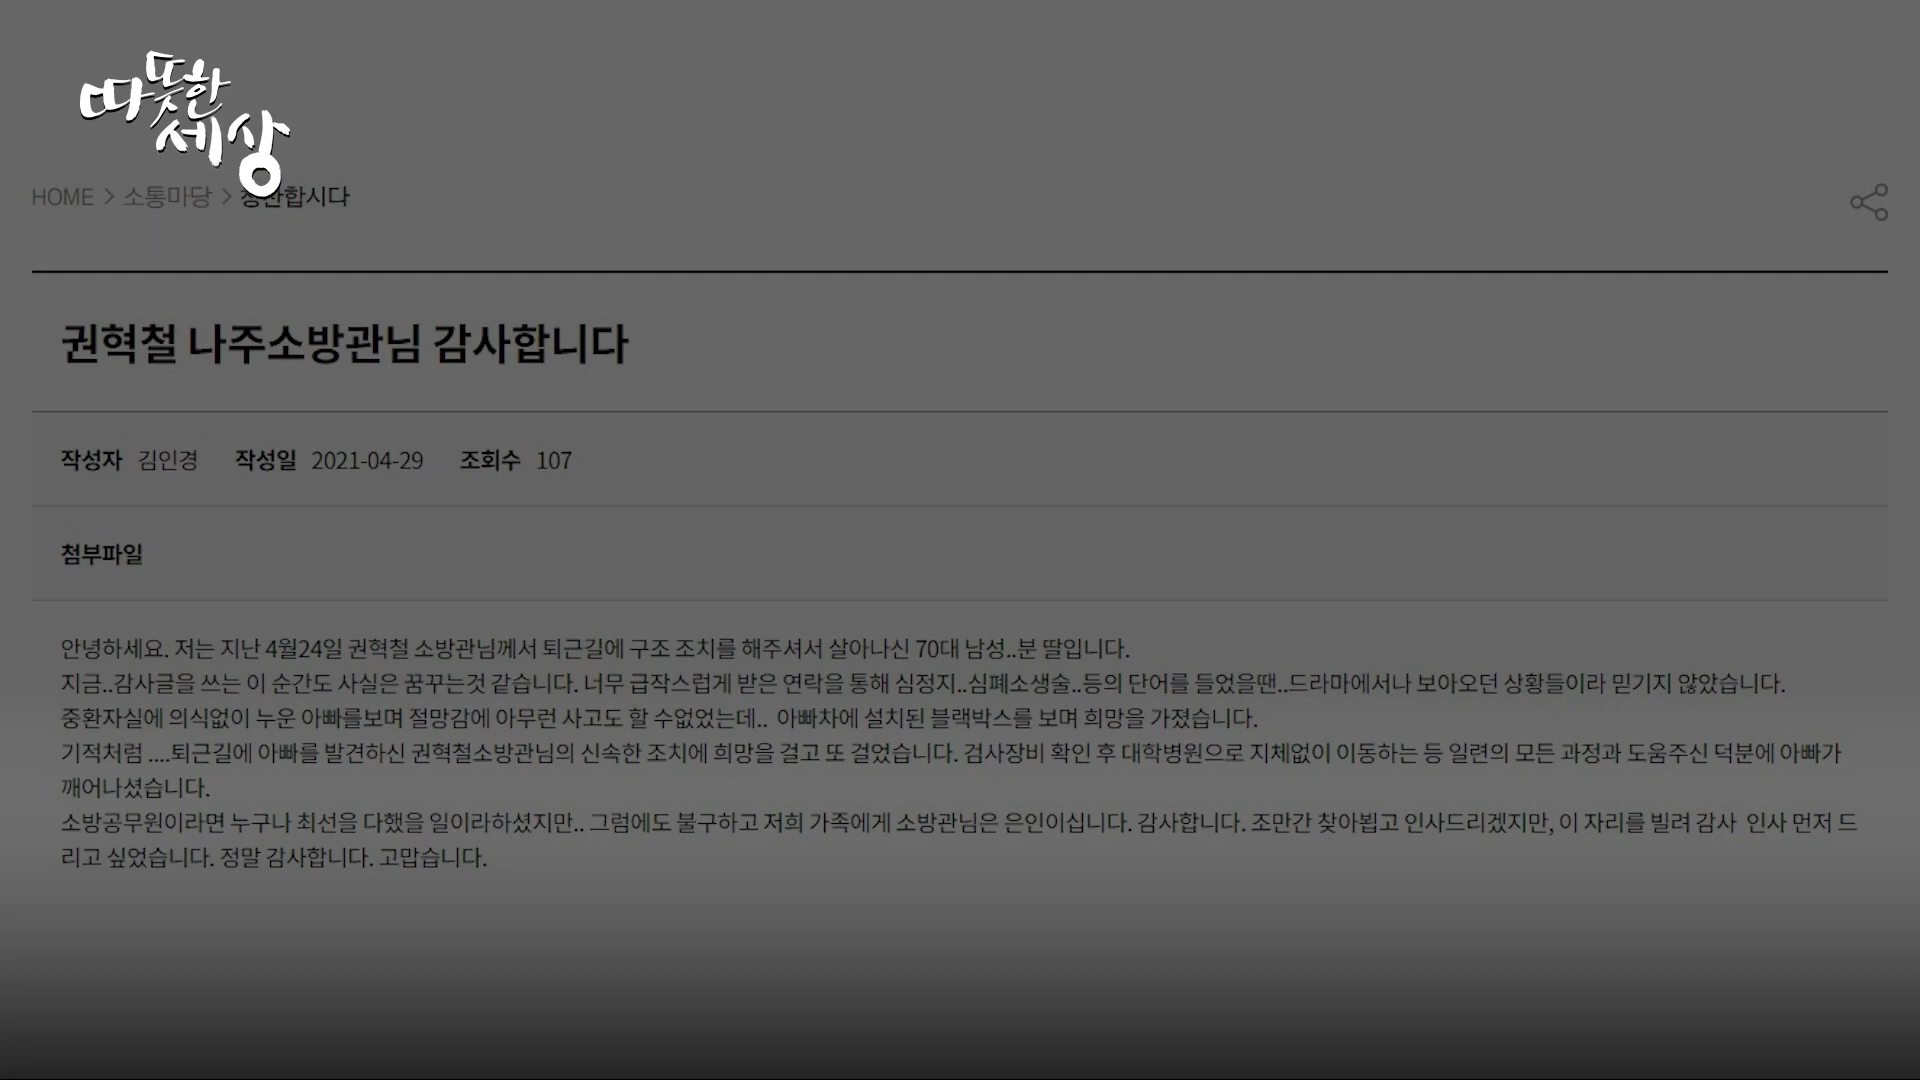 따뜻한
세상
HOME > 소통마당 > 칭찬합시다
권혁철 나주소방관님 감사합니다
작성자 김인경 작성일 2021-04-29 조회수 107
첨부파일
안녕하세요. 저는 지난 4월24일 권혁철 소방관님께서 퇴근길에 구조 조치를 해주셔서 살아나신 70대 남성..분 딸입니다.
지금..감사글을 쓰는 이 순간도 사실은 꿈꾸는것 같습니다. 너무 급작스럽게 받은 연락을 통해 심정지..심폐소생술..등의 단어를 들었을땐..드라마에서나 보아오던 상황들이라 믿기지 않았습니다.
중환자실에 의식없이 누운 아빠를보며 절망감에 아무런 사고도 할 수없었는데.. 아빠차에 설치된 블랙박스를 보며 희망을 가졌습니다.
기적처럼 ....퇴근길에 아빠를 발견하신 권혁철소방관님의 신속한 조치에 희망을 걸고 또 걸었습니다. 검사장비 확인 후 대학병원으로 지체없이 이동하는 등 일련의 모든 과정과 도움주신 덕분에 아빠가
깨어나셨습니다.
소방공무원이라면 누구나 최선을 다했을 일이라하셨지만.. 그럼에도 불구하고 저희 가족에게 소방관님은 은인이십니다. 감사합니다. 조만간 찾아뵙고 인사드리겠지만, 이 자리를 빌려 감사 인사 먼저 드
리고 싶었습니다. 정말 감사합니다. 고맙습니다.